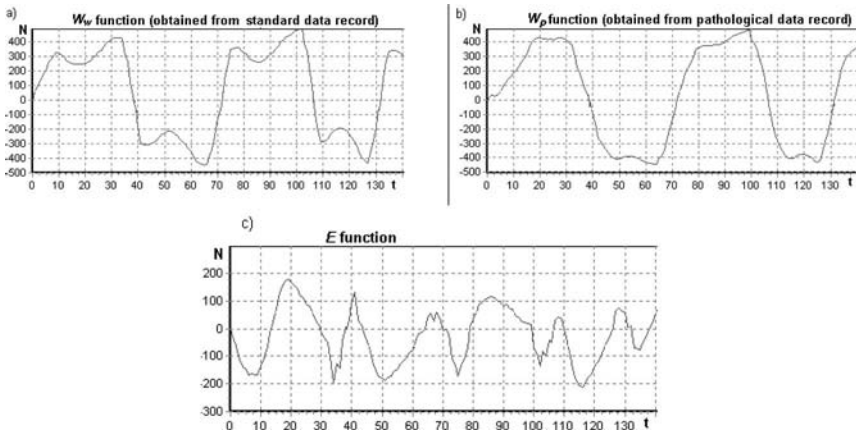 a) W_w function (obtained from standard data record)
N
400
300
200
100
0
-100
-200
-300
-400
-500
0 10 20 30 40 50 60 70 80 90 100 110 120 130 t
b) W_p function (obtained from pathological data record)
N
400
300
200
100
0
-100
-200
-300
-400
-500
0 10 20 30 40 50 60 70 80 90 100 110 120 130 t
c) E function
N
200
100
0
-100
-200
-300
0 10 20 30 40 50 60 70 80 90 100 110 120 130 t